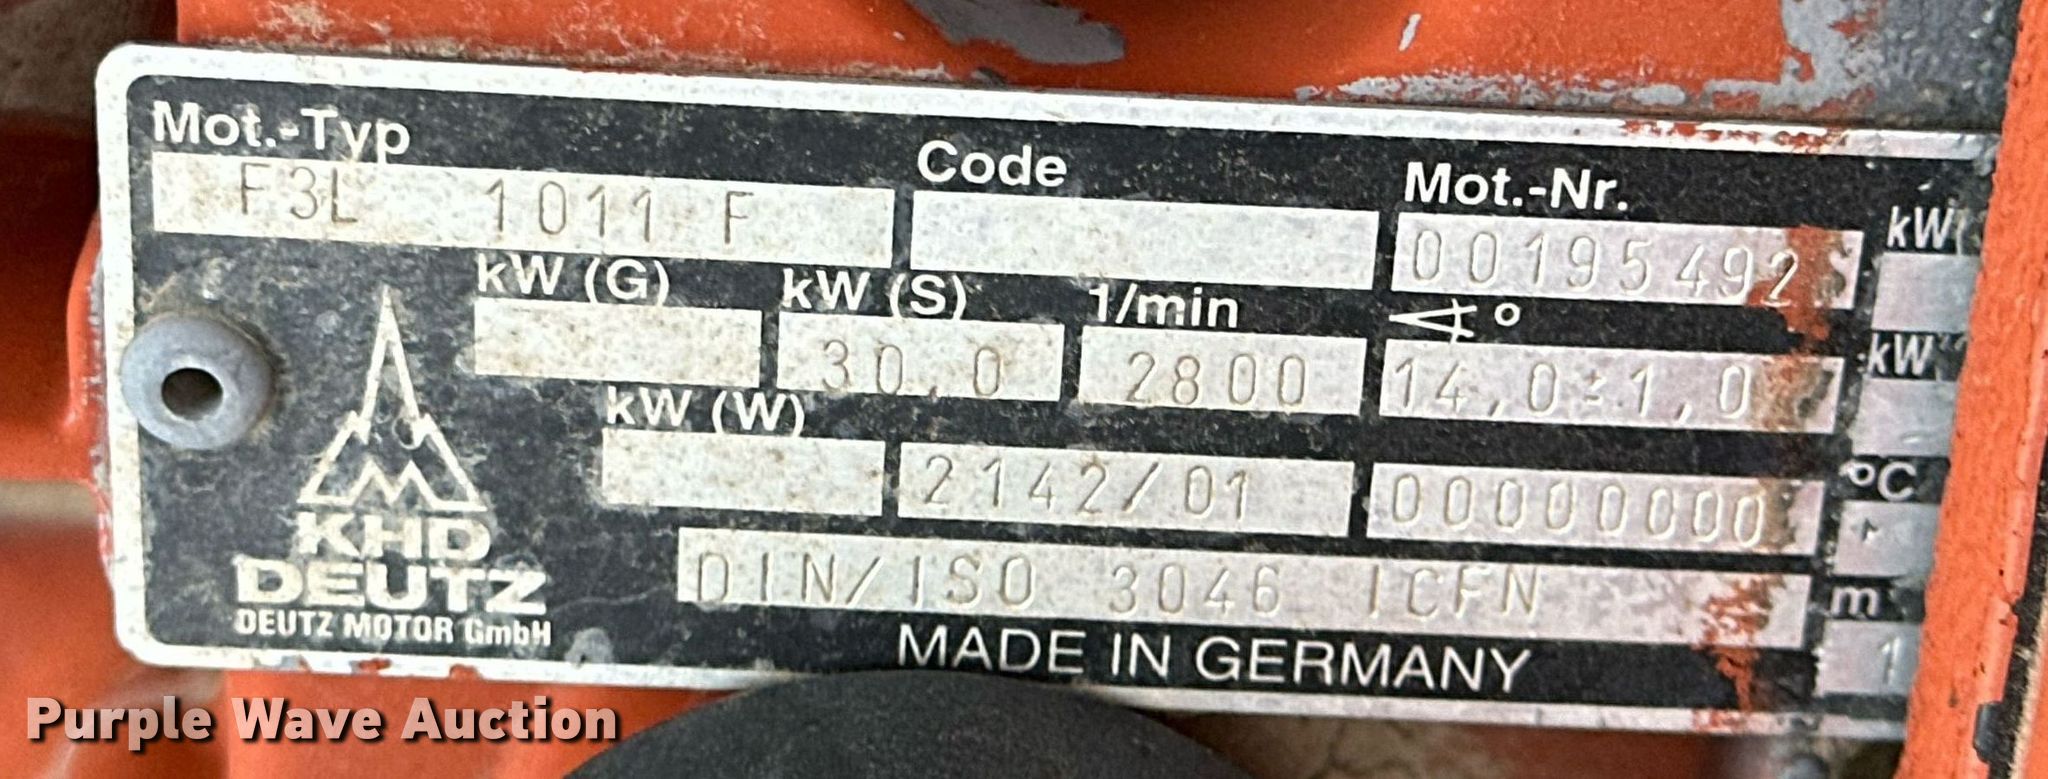 Mot.-Typ Code Mot.-Nr.
F3L 1011 F 00195492 kW(
kW (G) kW (S) 1/min ∢°
30,0 2800 14,0±1,0 kW
kW (W)
2142/01 00000000 °C
DIN/ISO 3046 ICFN m
1
KHD
DEUTZ
DEUTZ MOTOR GmbH
MADE IN GERMANY
Purple Wave Auction